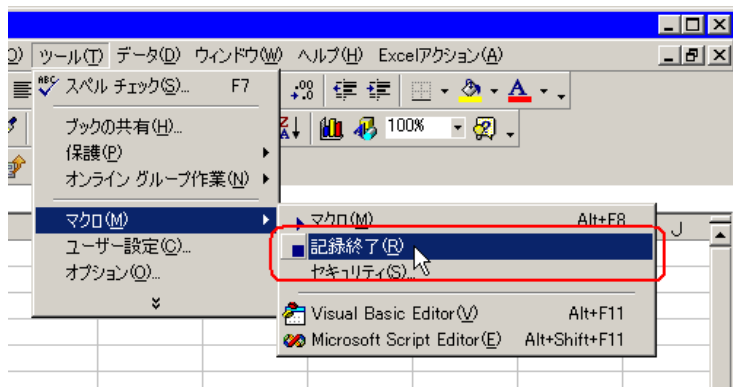 O) ツール(T) データ(D) ウィンドウ(W) ヘルプ(H) Excelアクション(A)
ABC スペル チェック(S)... F7
ブックの共有(H)...
100%
保護(P)
オンライン グループ作業(N)
マクロ(M)
マクロ(M) Alt+F8
J
ユーザー設定(C)...
記録終了(R)
オプション(O)...
セキュリティ(S)...
Visual Basic Editor(V) Alt+F11
Microsoft Script Editor(E) Alt+Shift+F11